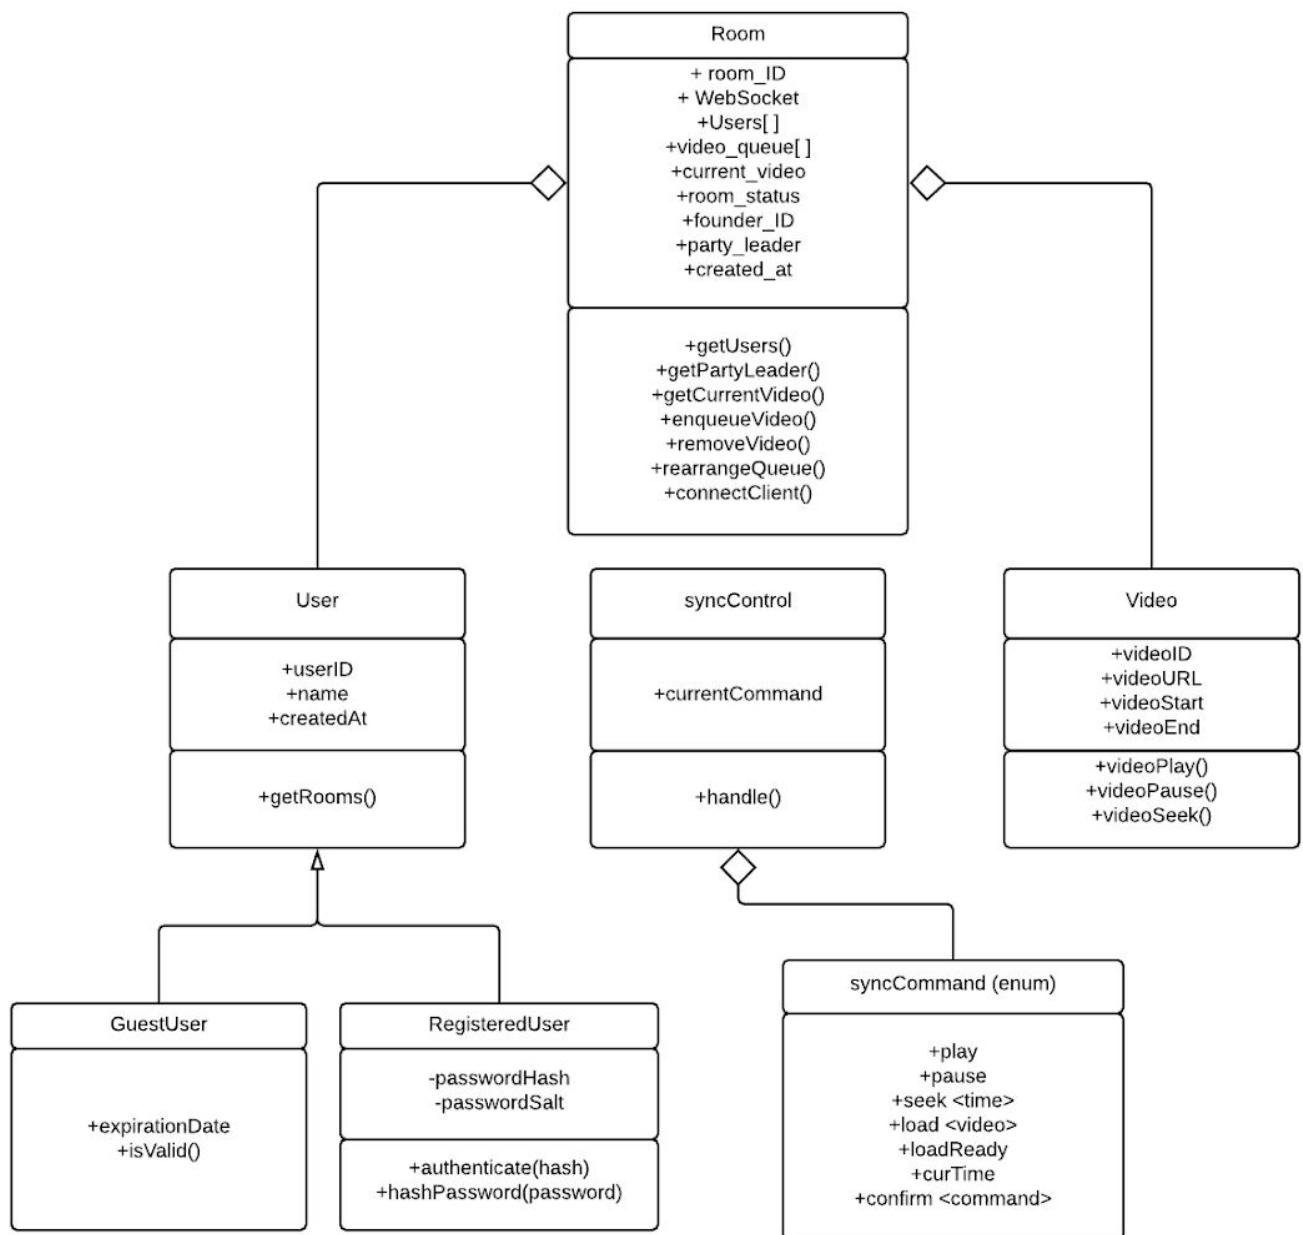 Room
+ room_ID
+ WebSocket
+Users[ ]
+video_queue[ ]
+current_video
+room_status
+founder_ID
+party_leader
+created_at
+getUsers()
+getPartyLeader()
+getCurrentVideo()
+enqueueVideo()
+removeVideo()
+rearrangeQueue()
+connectClient()
User
+userID
+name
+createdAt
+getRooms()
syncControl
+currentCommand
+handle()
Video
+videoID
+videoURL
+videoStart
+videoEnd
+videoPlay()
+videoPause()
+videoSeek()
GuestUser
+expirationDate
+isValid()
RegisteredUser
-passwordHash
-passwordSalt
+authenticate(hash)
+hashPassword(password)
syncCommand (enum)
+play
+pause
+seek <time>
+load <video>
+loadReady
+curTime
+confirm <command>